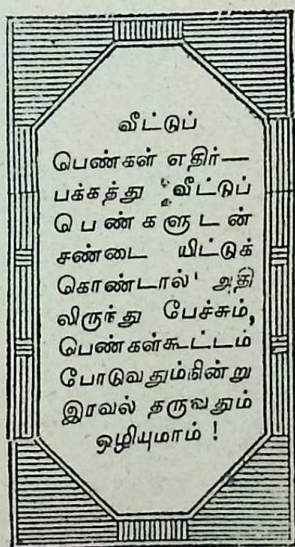 வீட்டுப்
பெண்கள் எதிர்—
பக்கத்து வீட்டுப்
பெண்களுடன்
சண்டை யிட்டுக்
கொண்டால் அதி
லிருந்து பேச்சும்,
பெண்கள்கூட்டம்
போடுவதும்நின்று
இரவல் தருவதும்
ஒழியுமாம் !